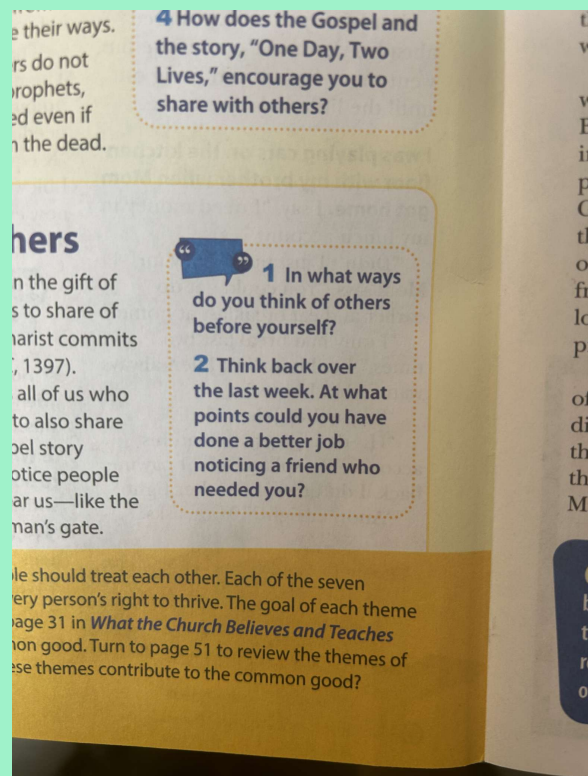 e their ways.
rs do not
rophets,
ed even if
the dead.
4 How does the Gospel and
the story, “One Day, Two
Lives,” encourage you to
share with others?
hers
n the gift of
s to share of
harist commits
, 1397).
all of us who
to also share
pel story
otice people
ar us—like the
man’s gate.
1 In what ways
do you think of others
before yourself?
2 Think back over
the last week. At what
points could you have
done a better job
noticing a friend who
needed you?
ple should treat each other. Each of the seven
very person’s right to thrive. The goal of each theme
page 31 in What the Church Believes and Teaches
mon good. Turn to page 51 to review the themes of
ese themes contribute to the common good?